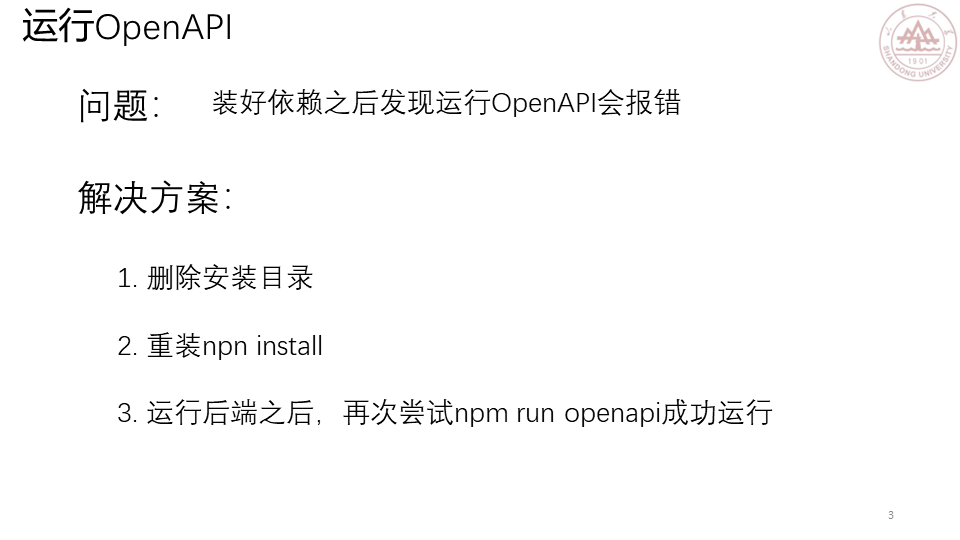 运行OpenAPI
SHANDONG UNIVERSITY
1901
问题：
装好依赖之后发现运行OpenAPI会报错
解决方案：
1. 删除安装目录
2. 重装npn install
3. 运行后端之后，再次尝试npm run openapi成功运行
3